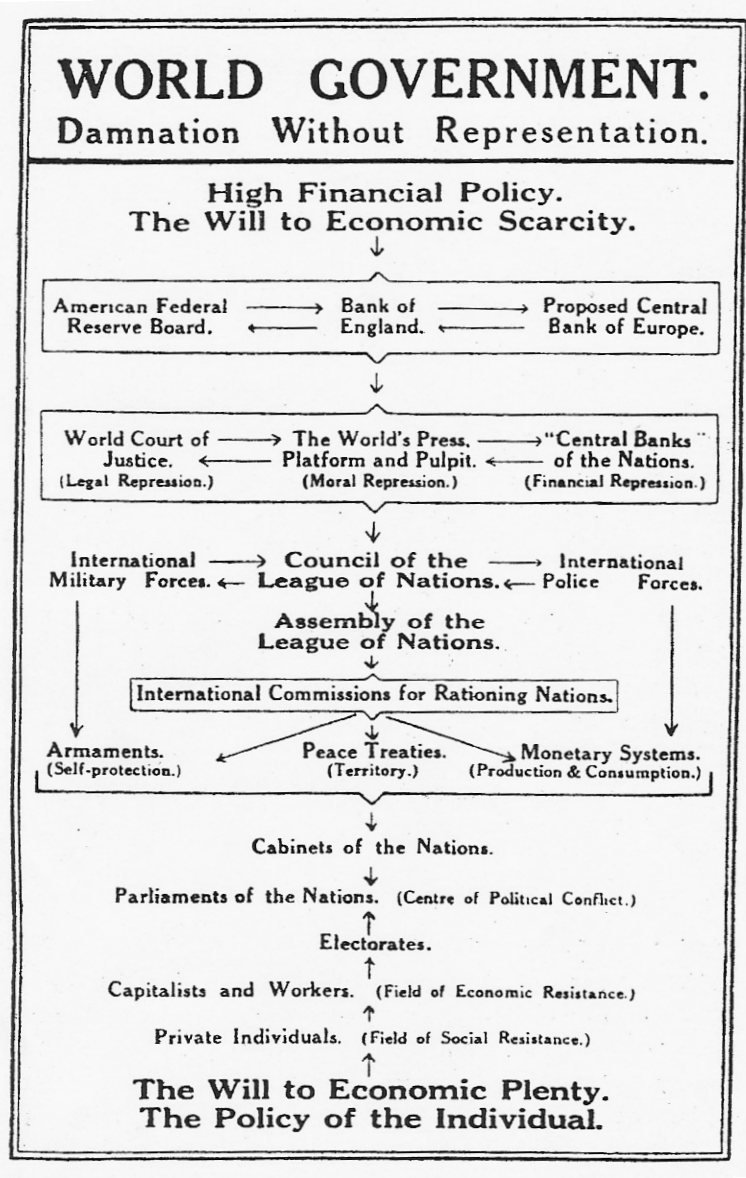 WORLD GOVERNMENT.
Damnation Without Representation.
High Financial Policy.
The Will to Economic Scarcity.
American Federal Reserve Board.
Bank of England.
Proposed Central Bank of Europe.
World Court of Justice.
(Legal Repression.)
The World's Press, Platform and Pulpit.
(Moral Repression.)
"Central Banks" of the Nations.
(Financial Repression.)
International Military Forces.
Council of the League of Nations.
International Police Forces.
Assembly of the
League of Nations.
International Commissions for Rationing Nations.
Armaments.
(Self-protection.)
Peace Treaties.
(Territory.)
Monetary Systems.
(Production & Consumption.)
Cabinets of the Nations.
Parliaments of the Nations. (Centre of Political Conflict.)
Electorates.
Capitalists and Workers. (Field of Economic Resistance.)
Private Individuals. (Field of Social Resistance.)
The Will to Economic Plenty.
The Policy of the Individual.